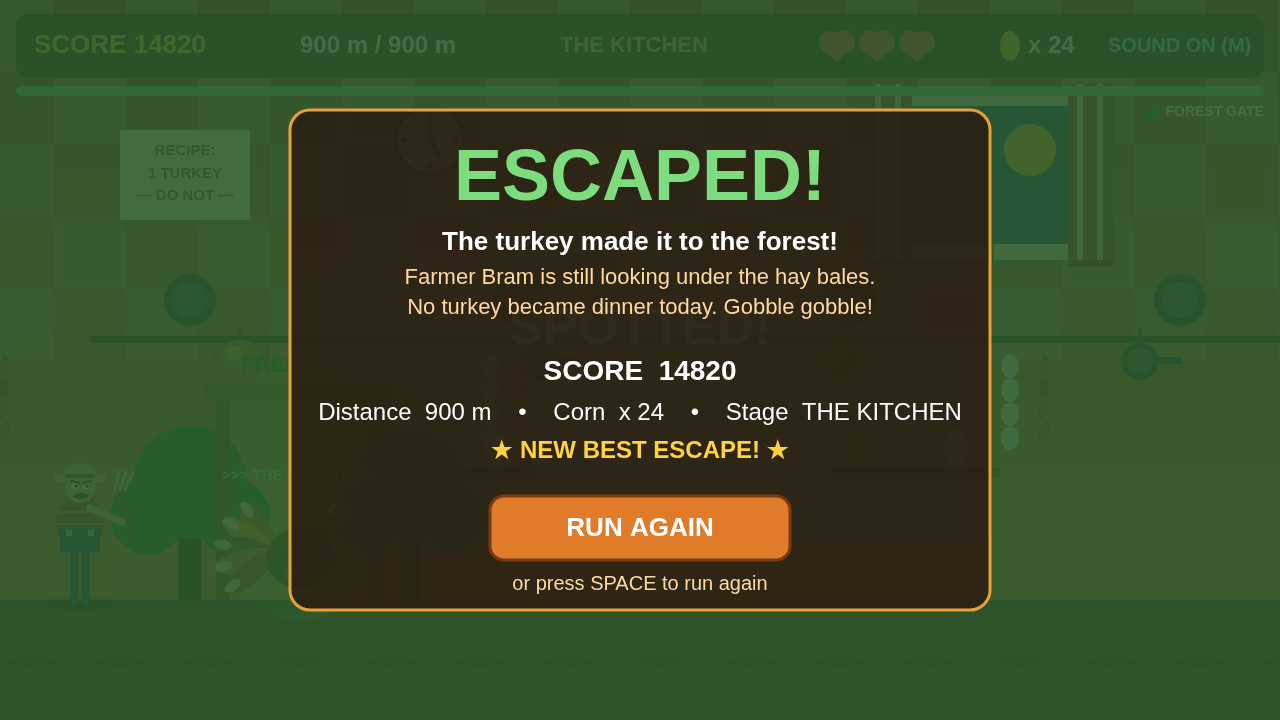 SCORE 14820
900 m / 900 m
THE KITCHEN
x 24
SOUND ON (M)
FOREST GATE
RECIPE:
1 TURKEY
— DO NOT —
ESCAPED!
The turkey made it to the forest!
Farmer Bram is still looking under the hay bales.
No turkey became dinner today. Gobble gobble!
SPOTTED!
SCORE 14820
Distance 900 m • Corn x 24 • Stage THE KITCHEN
★ NEW BEST ESCAPE! ★
>>> THE
RUN AGAIN
or press SPACE to run again